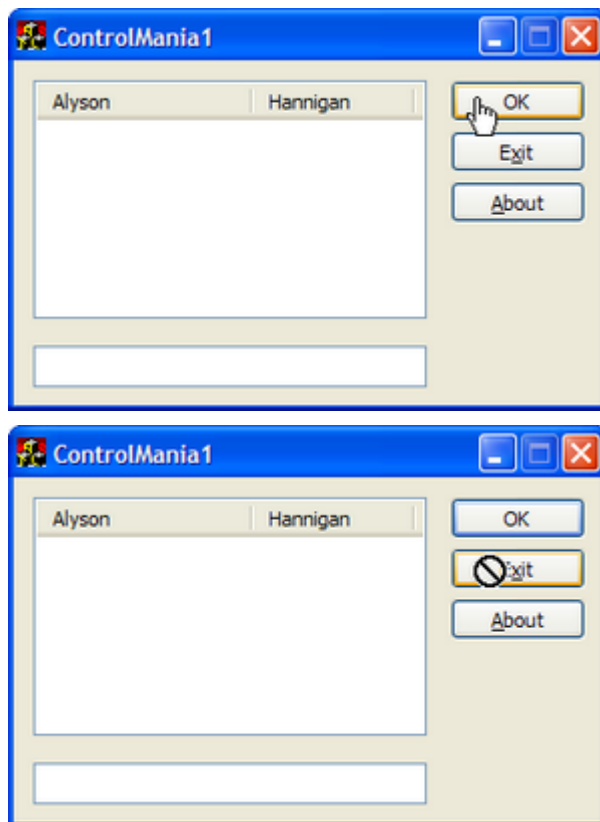 ControlMania1
Alyson Hannigan OK
Exit
About
ControlMania1
Alyson Hannigan OK
Exit
About